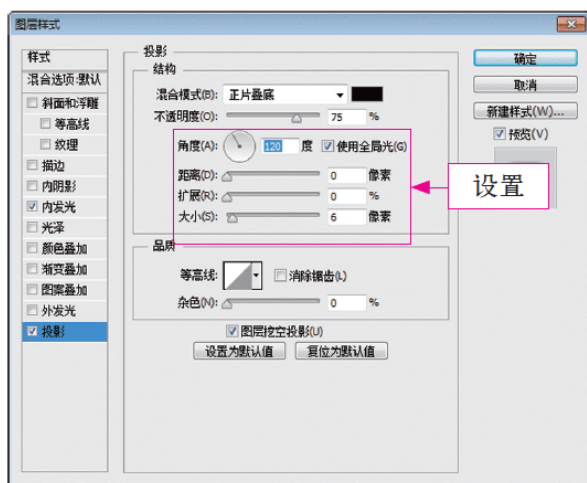 图层样式
样式
混合选项:默认
斜面和浮雕
等高线
纹理
描边
内阴影
内发光
光泽
颜色叠加
渐变叠加
图案叠加
外发光
投影
投影
结构
混合模式(B): 正片叠底
不透明度(O): 75 %
角度(A): 120 度 使用全局光(G)
距离(D): 0 像素
扩展(R): 0 %
大小(S): 6 像素
品质
等高线: 消除锯齿(L)
杂色(N): 0 %
图层挖空投影(U)
设置为默认值 复位为默认值
确定
取消
新建样式(W)...
预览(V)
设置